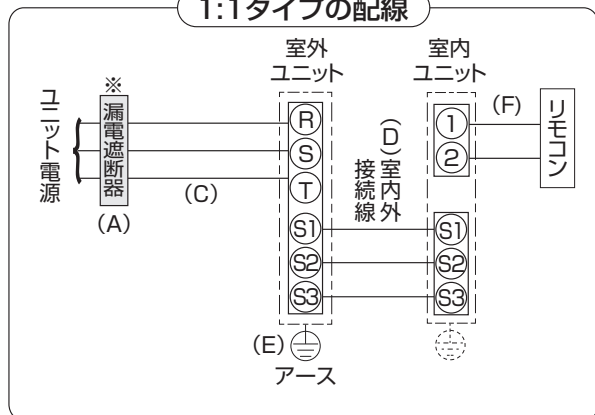 1:1タイプの配線
室外
ユニット
室内
ユニット
ユニット電源
※
漏電遮断器
(A)
(C)
R
S
T
S1
S2
S3
(D)室内外
接続線
1
2
S1
S2
S3
(F)
リモコン
(E)
アース